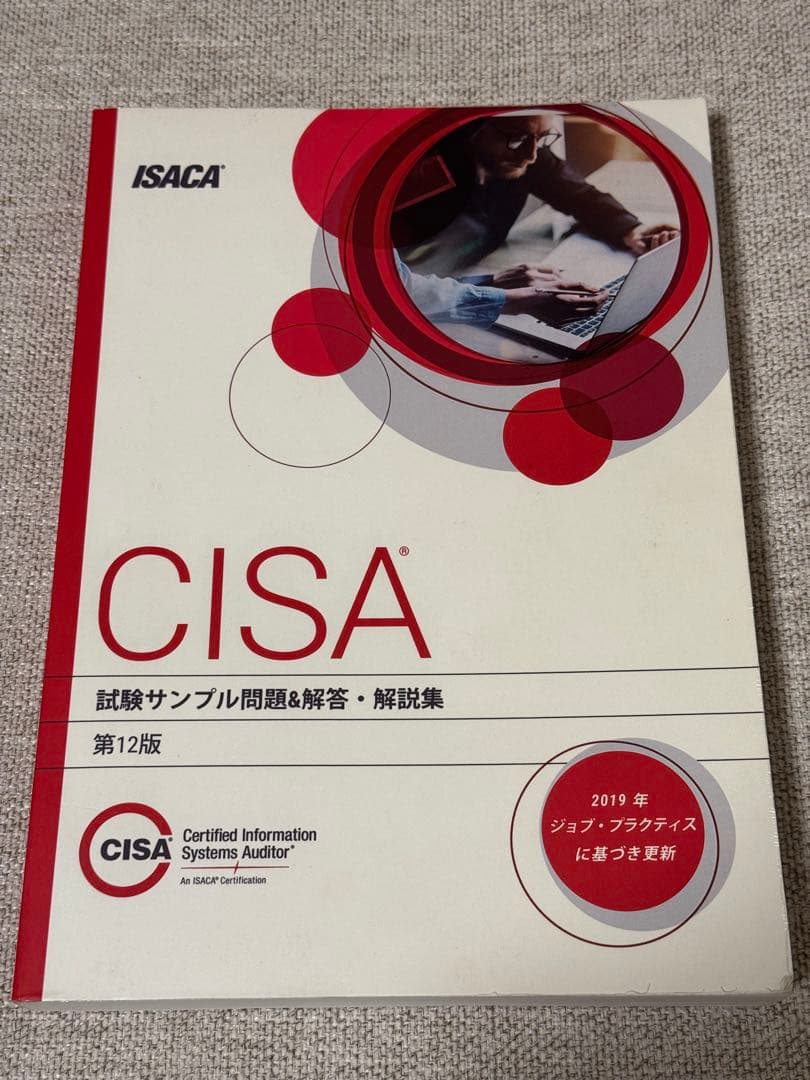 ISACA®
CISA®
試験サンプル問題&解答・解説集
第12版
CISA®
Certified Information
Systems Auditor®
An ISACA® Certification
2019 年
ジョブ・プラクティス
に基づき更新